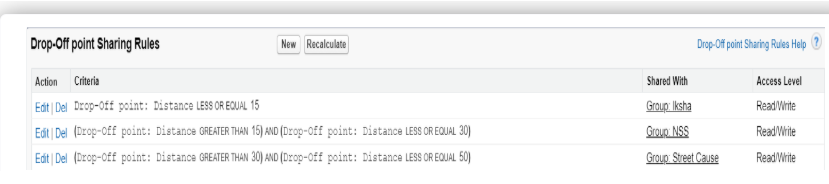 Drop-Off point Sharing Rules New Recalculate Drop-Off point Sharing Rules Help ?
Action Criteria Shared With Access Level
Edit | Del Drop-Off point: Distance LESS OR EQUAL 15 Group: Iksha Read/Write
Edit | Del (Drop-Off point: Distance GREATER THAN 15) AND (Drop-Off point: Distance LESS OR EQUAL 30) Group: NSS Read/Write
Edit | Del (Drop-Off point: Distance GREATER THAN 30) AND (Drop-Off point: Distance LESS OR EQUAL 50) Group: Street Cause Read/Write